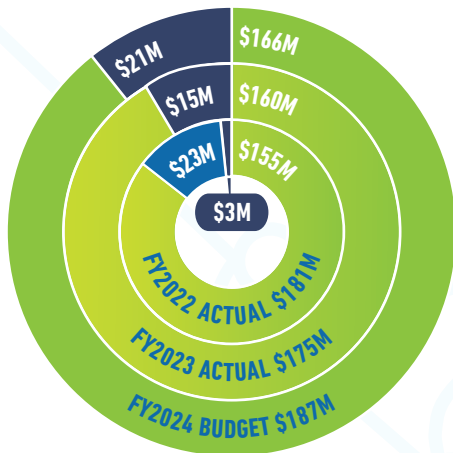 $21M
$166M
$15M
$160M
$23M
$155M
$3M
FY2022 ACTUAL $181M
FY2023 ACTUAL $175M
FY2024 BUDGET $187M